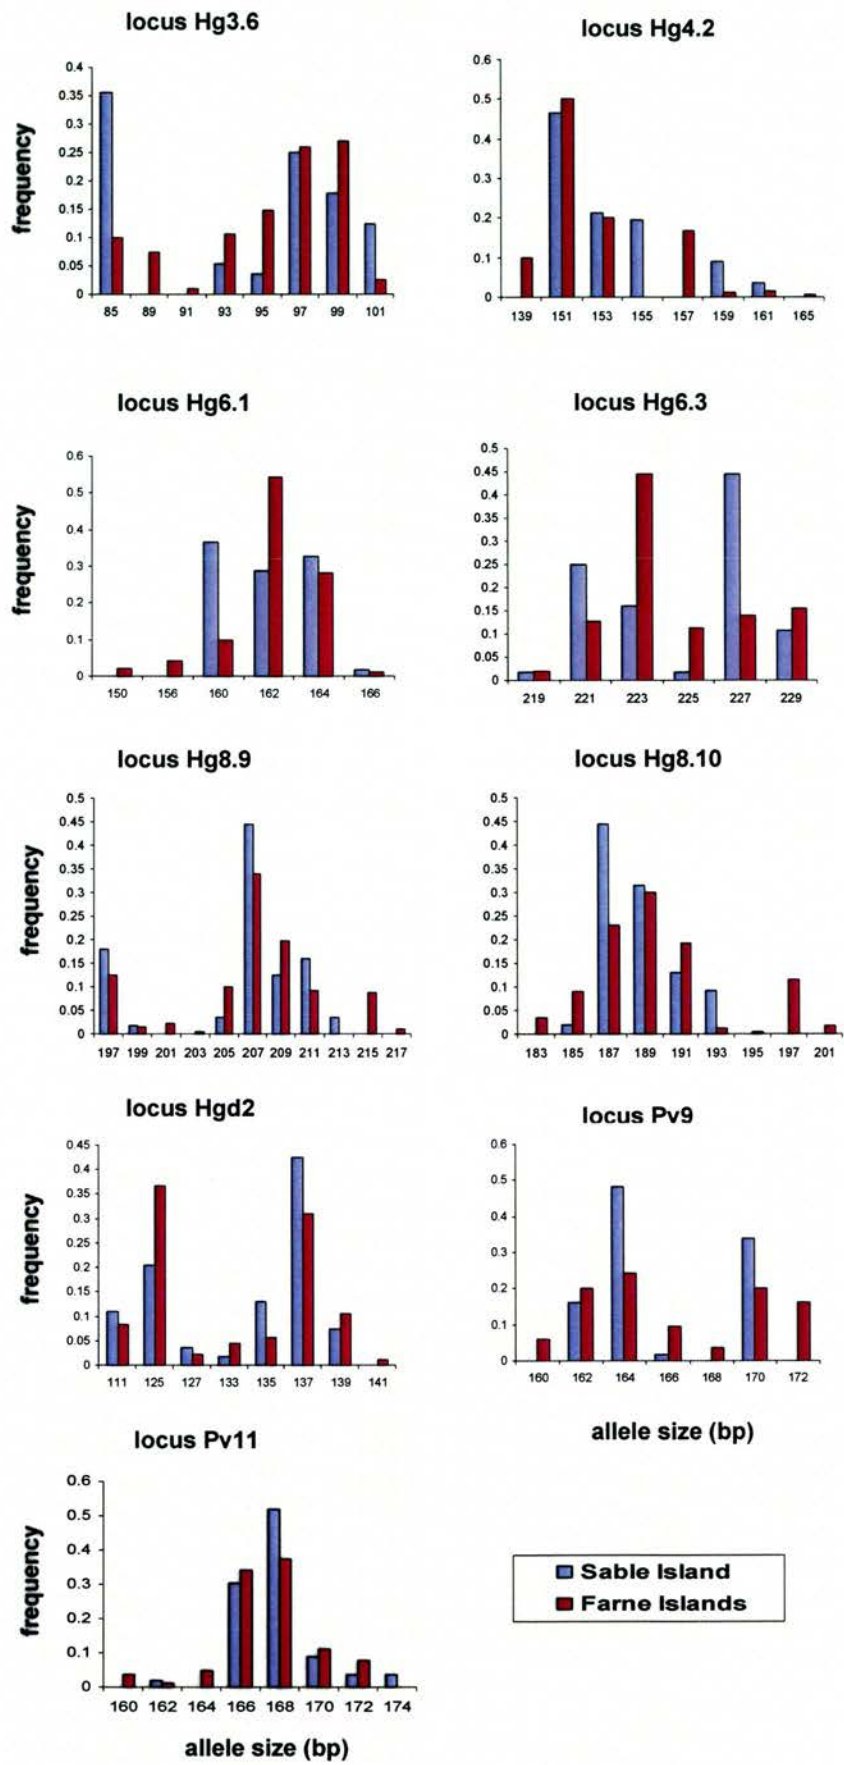 locus Hg3.6
frequency
0.4
0.35
0.3
0.25
0.2
0.15
0.1
0.05
0
85 89 91 93 95 97 99 101
locus Hg4.2
0.6
0.5
0.4
0.3
0.2
0.1
0
139 151 153 155 157 159 161 165
locus Hg6.1
frequency
0.6
0.5
0.4
0.3
0.2
0.1
0
150 156 160 162 164 166
locus Hg6.3
0.5
0.45
0.4
0.35
0.3
0.25
0.2
0.15
0.1
0.05
0
219 221 223 225 227 229
locus Hg8.9
frequency
0.5
0.45
0.4
0.35
0.3
0.25
0.2
0.15
0.1
0.05
0
197 199 201 203 205 207 209 211 213 215 217
locus Hg8.10
0.5
0.45
0.4
0.35
0.3
0.25
0.2
0.15
0.1
0.05
0
183 185 187 189 191 193 195 197 201
locus Hgd2
frequency
0.45
0.4
0.35
0.3
0.25
0.2
0.15
0.1
0.05
0
111 125 127 133 135 137 139 141
locus Pv9
0.6
0.5
0.4
0.3
0.2
0.1
0
160 162 164 166 168 170 172
allele size (bp)
locus Pv11
frequency
0.6
0.5
0.4
0.3
0.2
0.1
0
160 162 164 166 168 170 172 174
allele size (bp)
Sable Island
Farne Islands